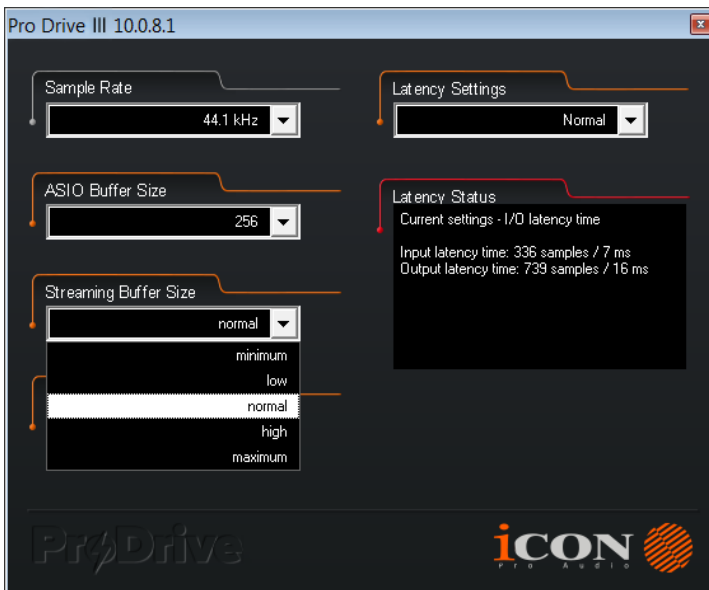 Pro Drive III 10.0.8.1
Sample Rate
44.1 kHz
ASIO Buffer Size
256
Streaming Buffer Size
normal
minimum
low
normal
high
maximum
Latency Settings
Normal
Latency Status
Current settings - I/O latency time
Input latency time: 336 samples / 7 ms
Output latency time: 739 samples / 16 ms
ProDrive
iCON
Pro Audio